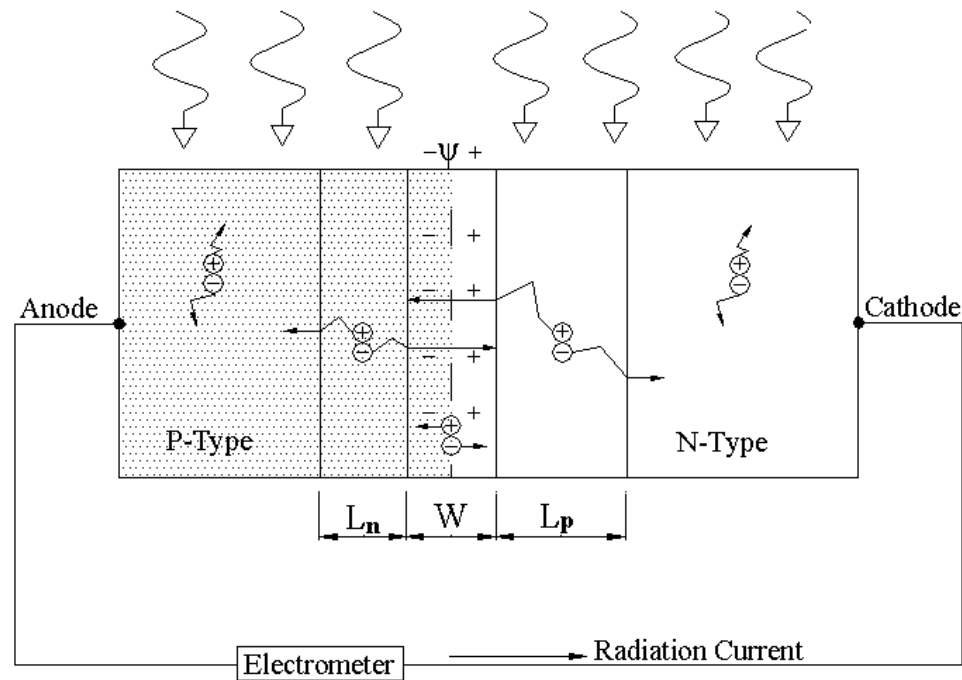 −ψ +
− +
− +
Anode
Cathode
− +
− +
P-Type
N-Type
Ln
W
Lp
Electrometer
Radiation Current